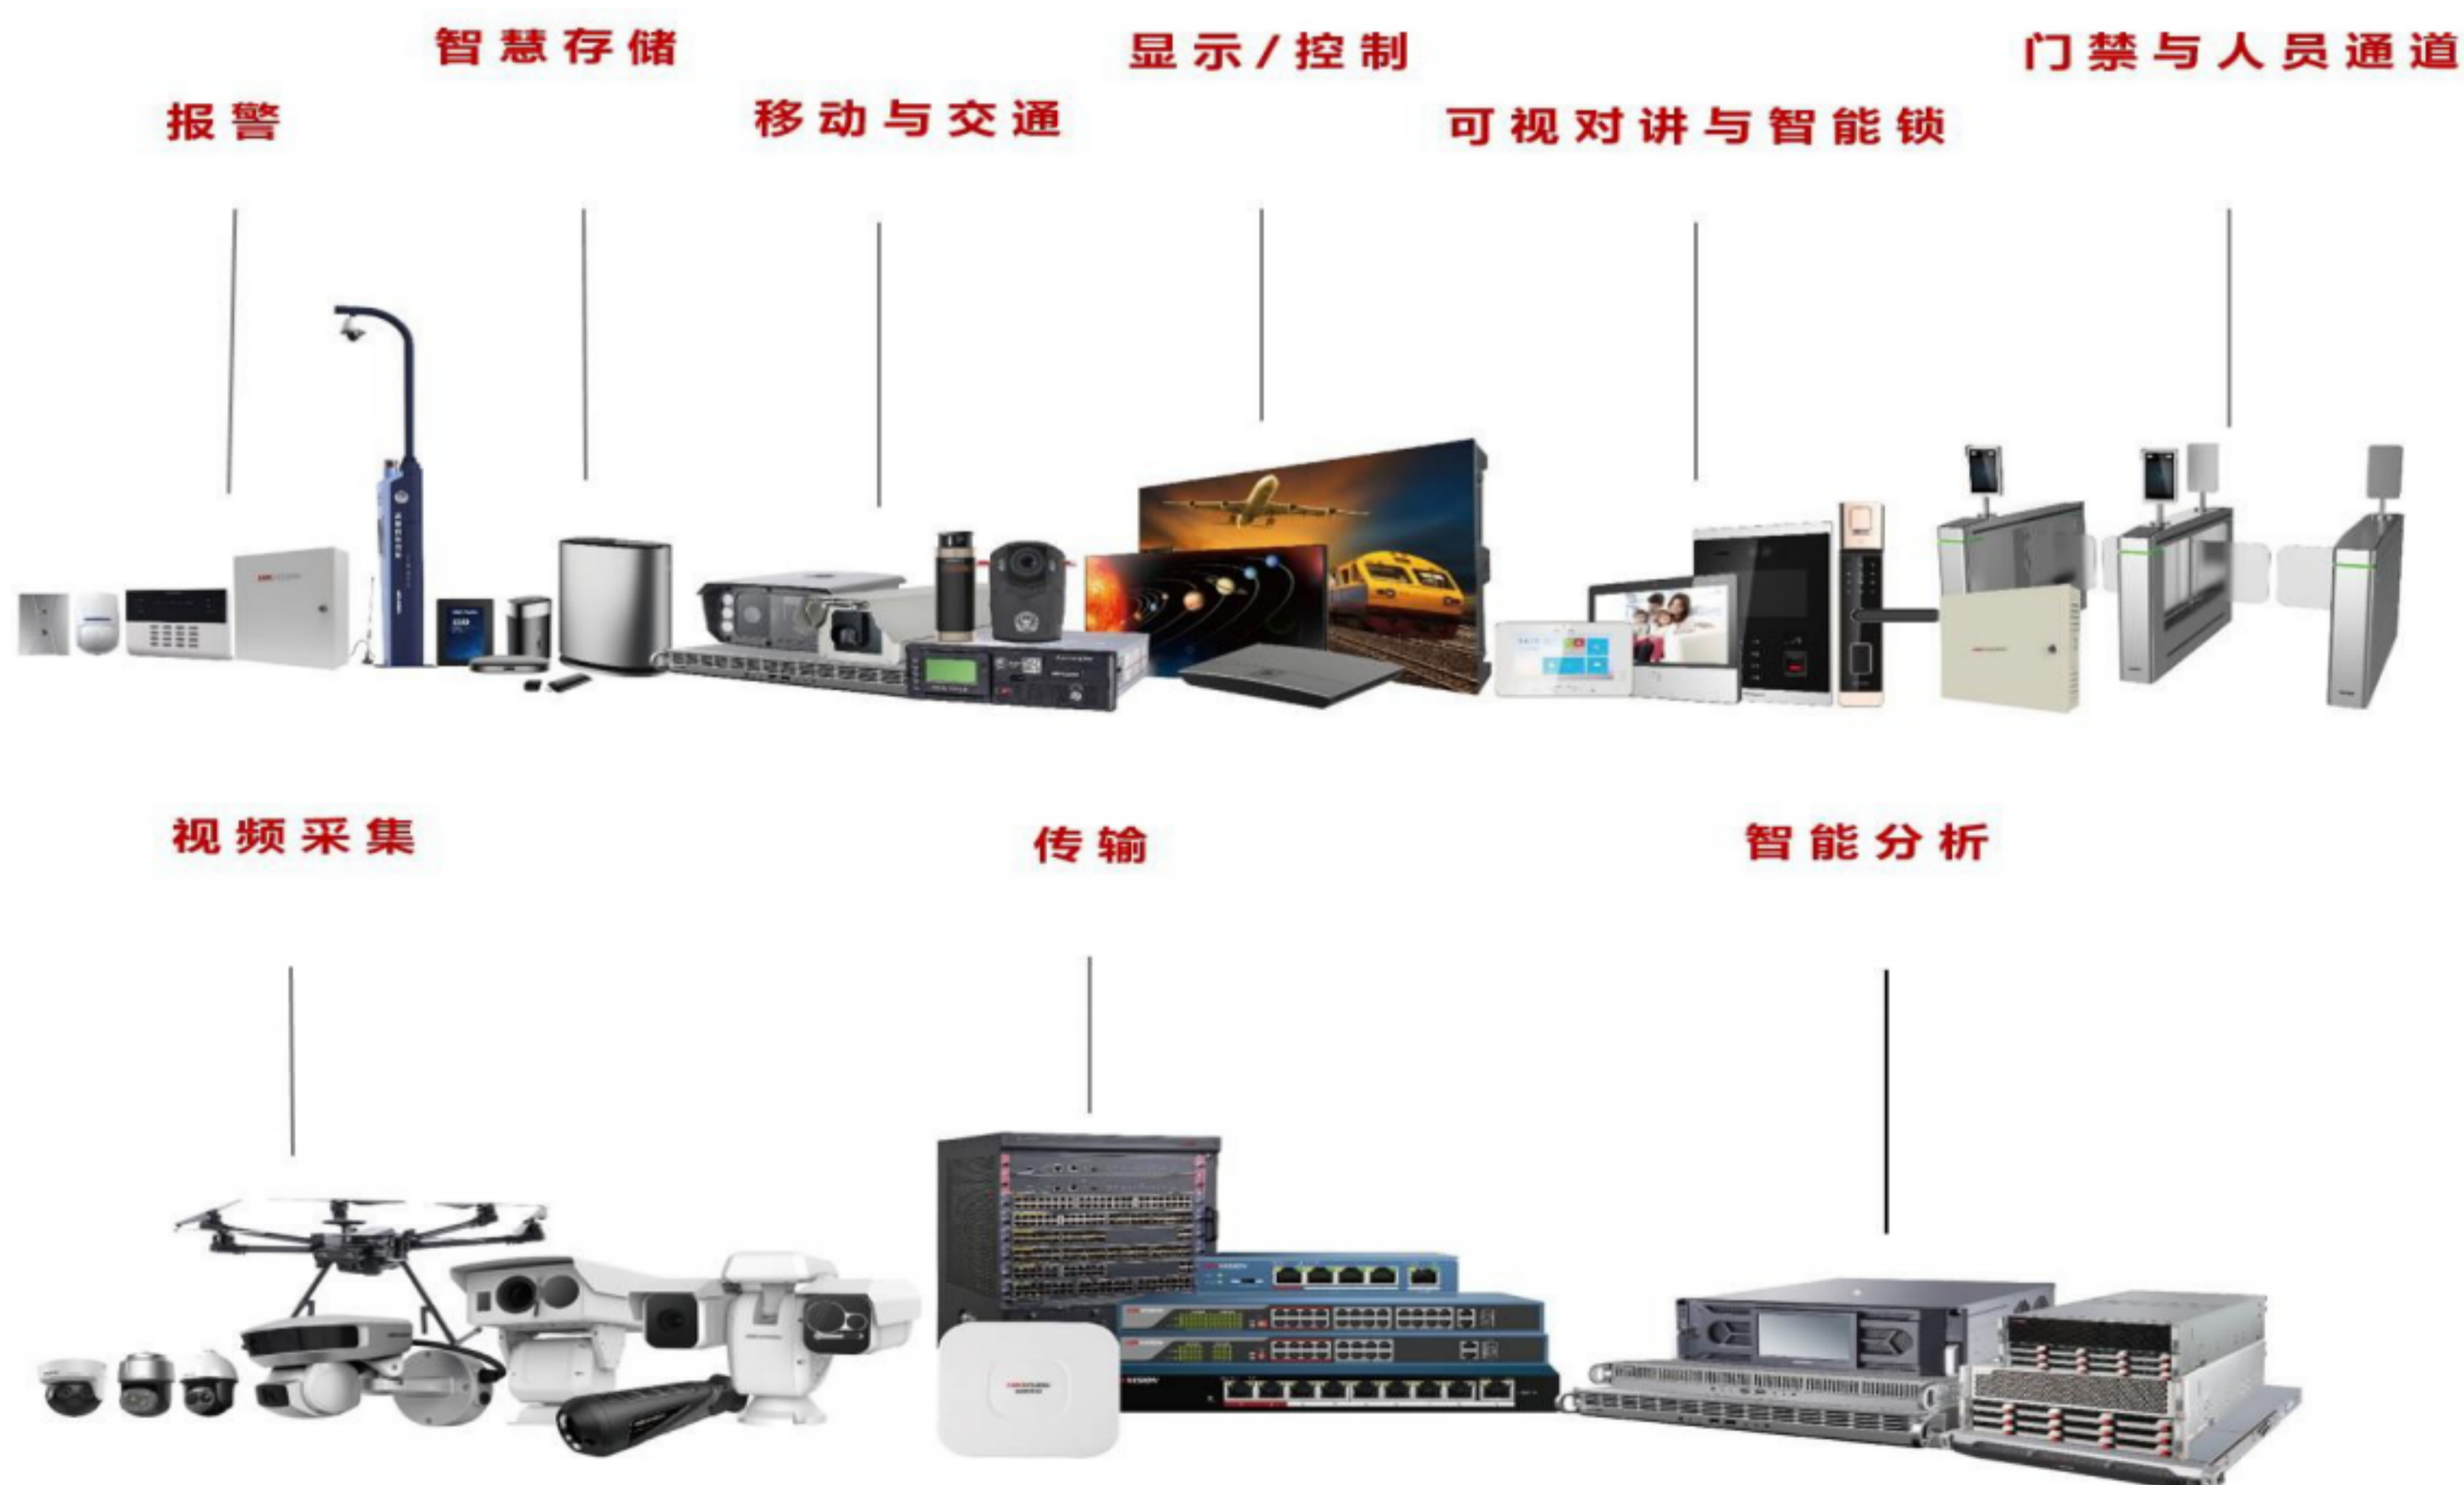 智慧存储
显示/控制
门禁与人员通道
报警
移动与交通
可视对讲与智能锁
视频采集
传输
智能分析